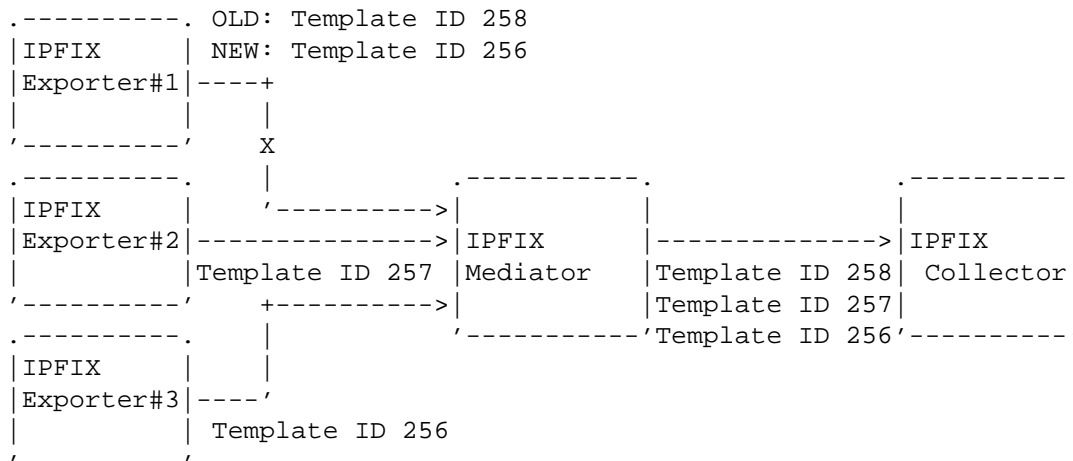 OLD: Template ID 258
IPFIX NEW: Template ID 256
Exporter#1
X
IPFIX
Exporter#2 IPFIX IPFIX
Template ID 257 Mediator Template ID 258 Collector
Template ID 257
Template ID 256
IPFIX
Exporter#3
Template ID 256